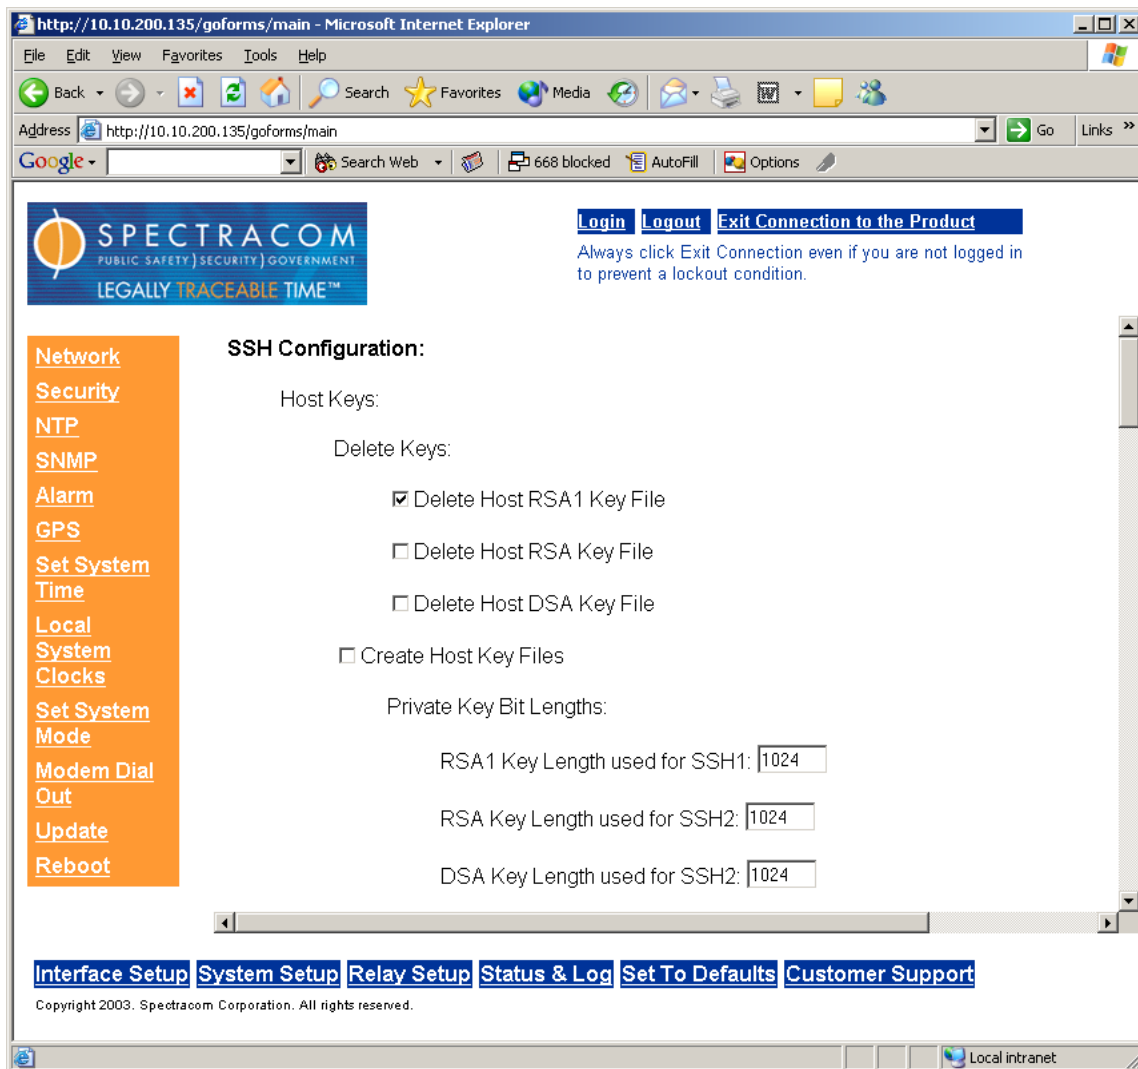 http://10.10.200.135/goforms/main - Microsoft Internet Explorer
File Edit View Favorites Tools Help
Back Search Favorites Media
Address http://10.10.200.135/goforms/main Go Links »
Google Search Web 668 blocked AutoFill Options
SPECTRACOM
PUBLIC SAFETY ) SECURITY ) GOVERNMENT
LEGALLY TRACEABLE TIME™
Login Logout Exit Connection to the Product
Always click Exit Connection even if you are not logged in
to prevent a lockout condition.
Network
Security
NTP
SNMP
Alarm
GPS
Set System
Time
Local
System
Clocks
Set System
Mode
Modem Dial
Out
Update
Reboot
SSH Configuration:
Host Keys:
Delete Keys:
Delete Host RSA1 Key File
Delete Host RSA Key File
Delete Host DSA Key File
Create Host Key Files
Private Key Bit Lengths:
RSA1 Key Length used for SSH1: 1024
RSA Key Length used for SSH2: 1024
DSA Key Length used for SSH2: 1024
Interface Setup System Setup Relay Setup Status & Log Set To Defaults Customer Support
Copyright 2003. Spectracom Corporation. All rights reserved.
Local intranet